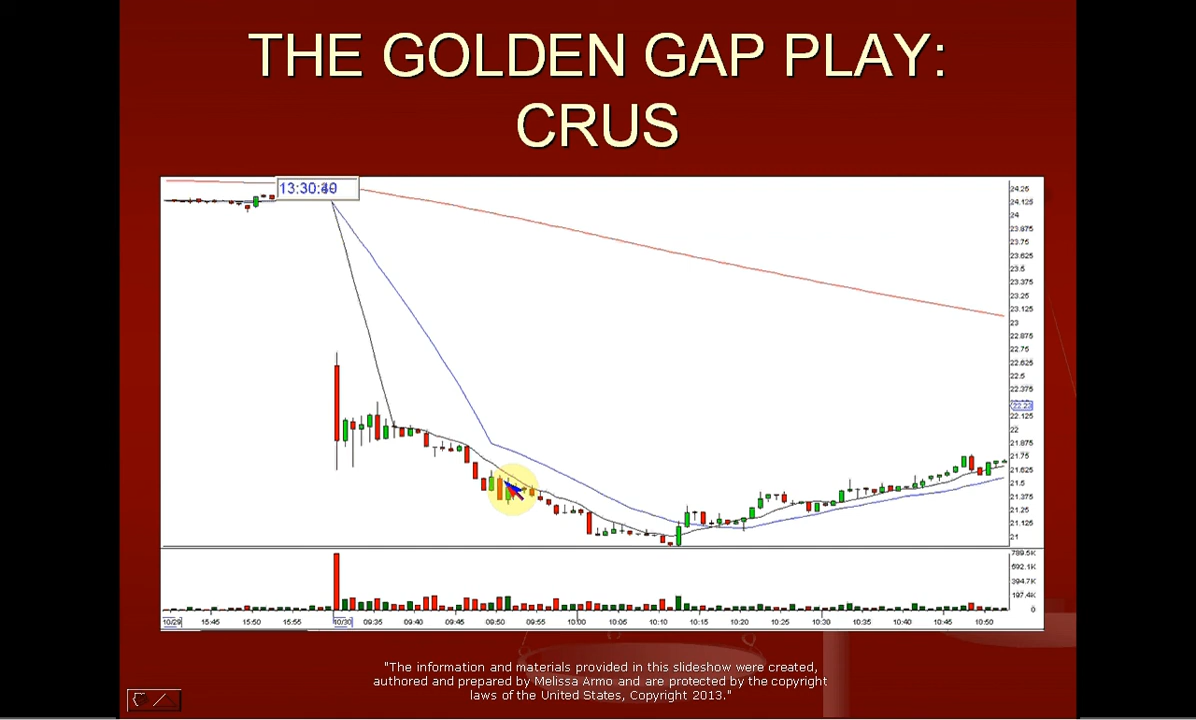 THE GOLDEN GAP PLAY:
CRUS
24.25
24.125
24
23.875
23.75
23.625
23.5
23.375
23.25
23.125
23
22.875
22.75
22.625
22.5
22.375
22.25
22.23
22.125
22
21.875
21.75
21.625
21.5
21.375
21.25
21.125
21
789.5K
592.1K
394.7K
197.4K
0
10/29 15:45 15:50 15:55 10/30 09:35 09:40 09:45 09:50 09:55 10:00 10:05 10:10 10:15 10:20 10:25 10:30 10:35 10:40 10:45 10:50
"The information and materials provided in this slideshow were created,
authored and prepared by Melissa Armo and are protected by the copyright
laws of the United States, Copyright 2013."